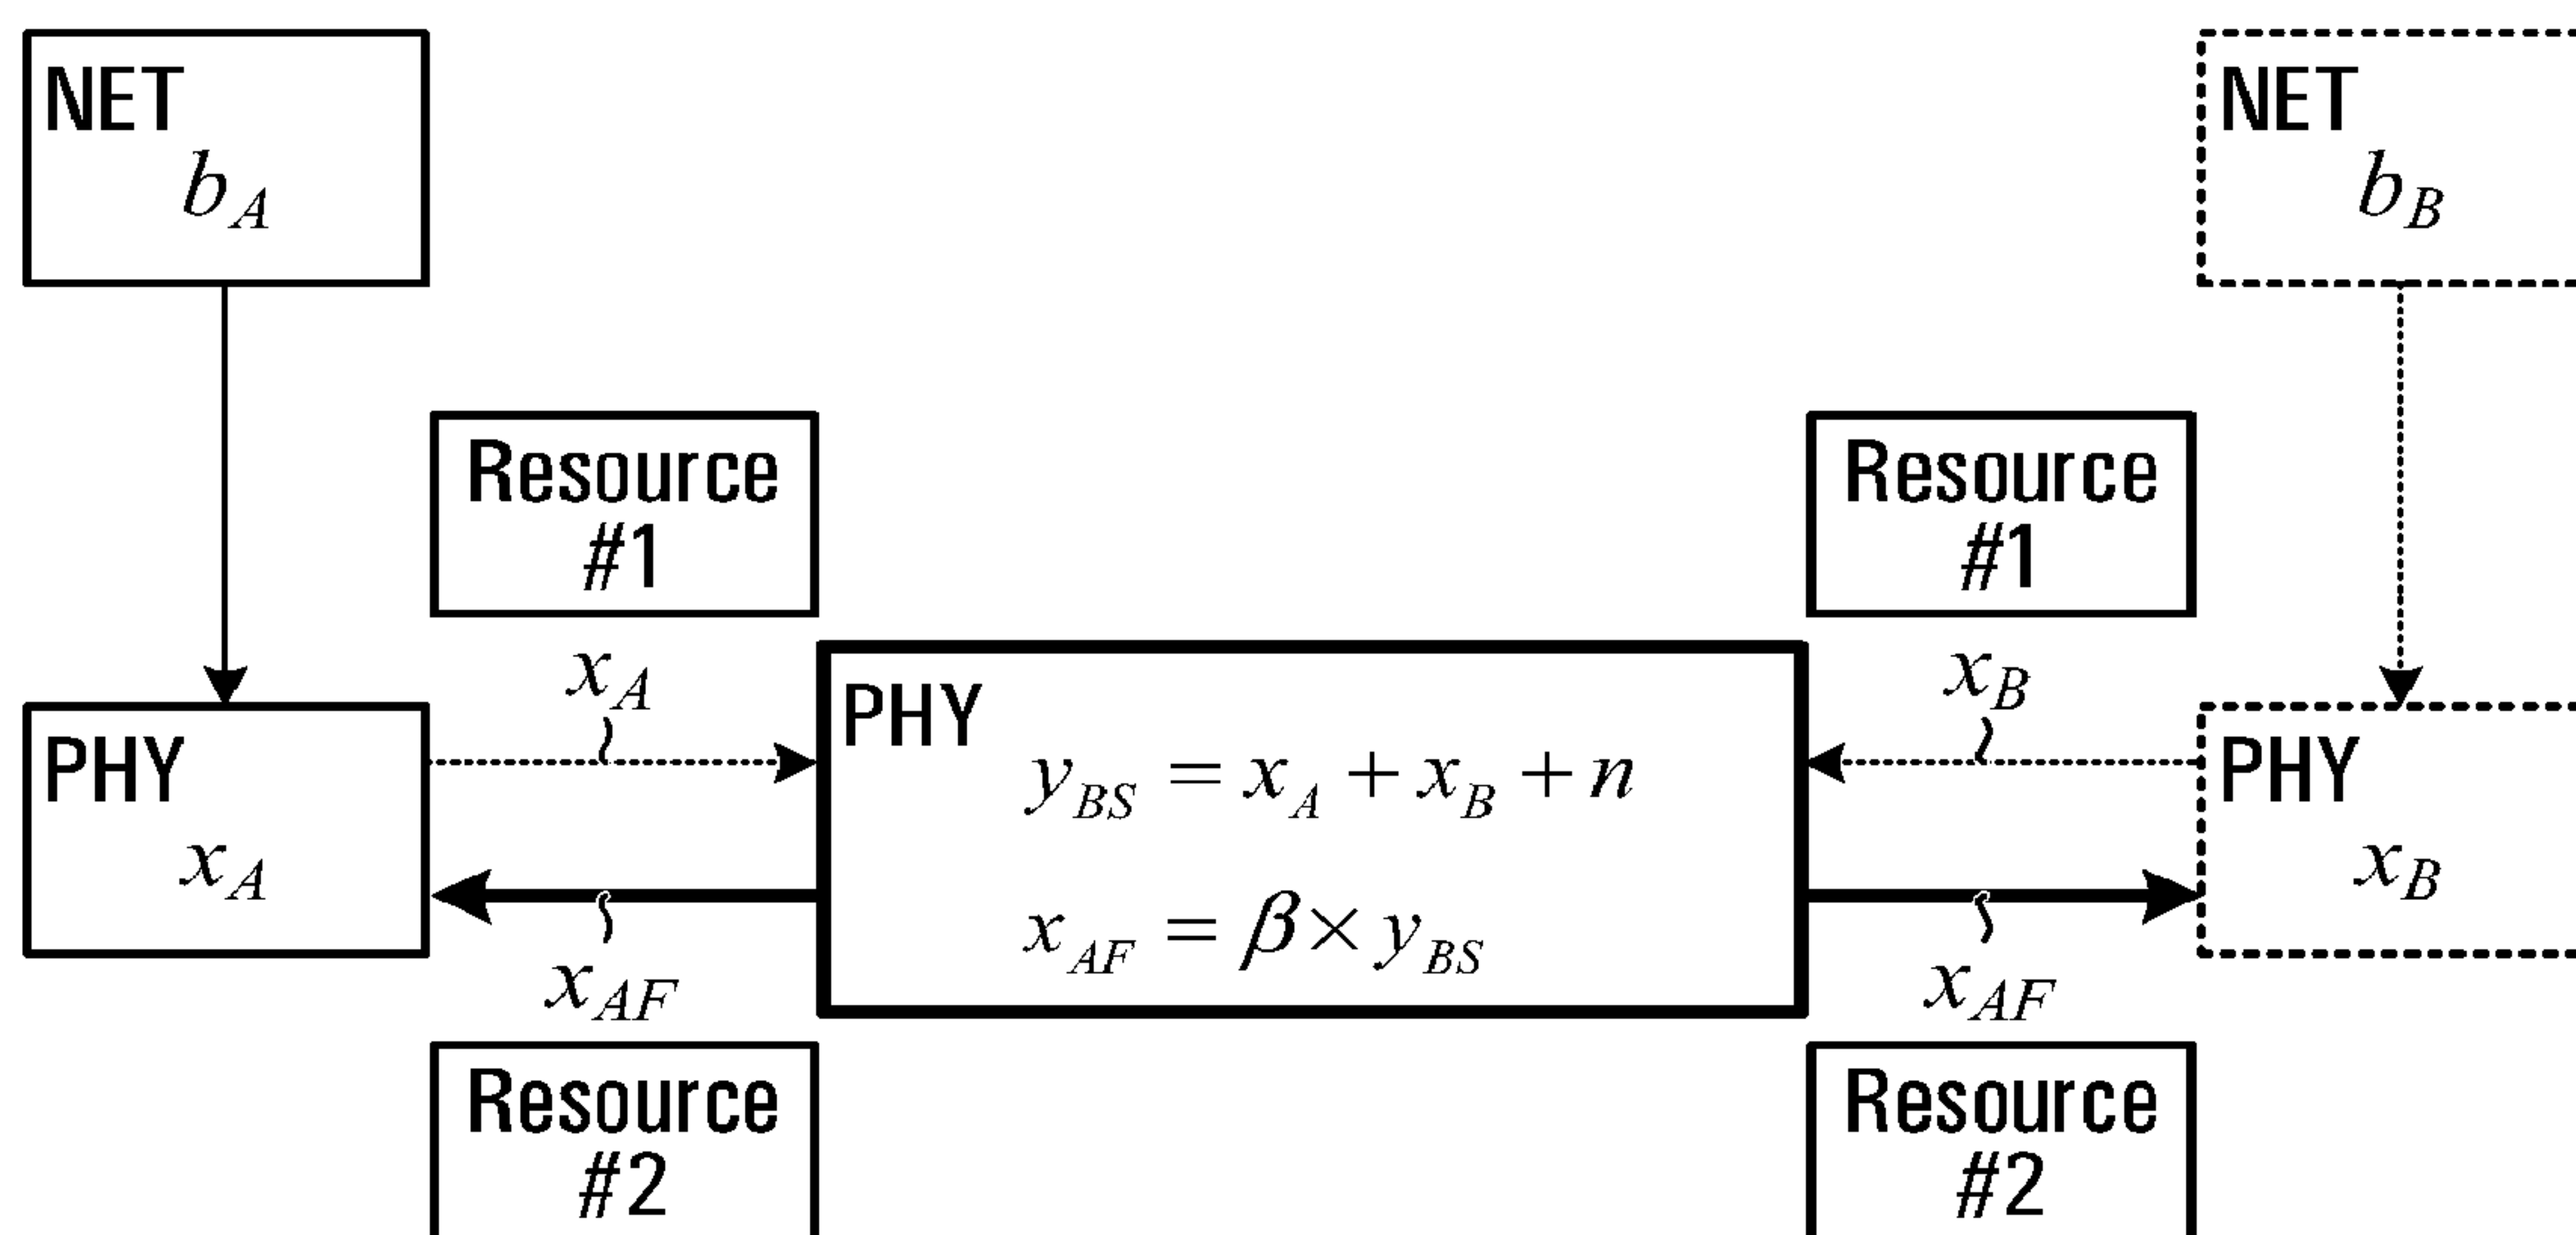 NET
b_A
NET
b_B
Resource
#1
Resource
#1
x_A
x_B
PHY
x_A
PHY
y_BS = x_A + x_B + n
x_AF = β × y_BS
PHY
x_B
x_AF
x_AF
Resource
#2
Resource
#2